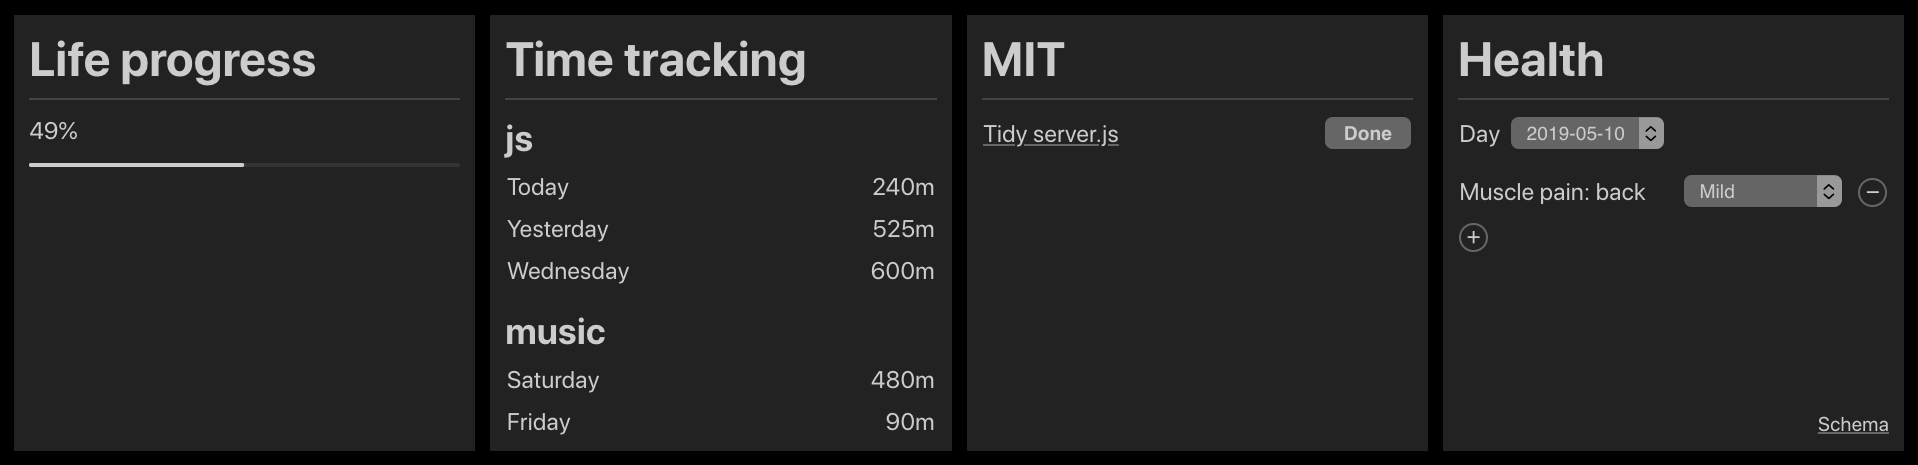 Life progress
49%
Time tracking
js
Today 240m
Yesterday 525m
Wednesday 600m
music
Saturday 480m
Friday 90m
MIT
Tidy server.js Done
Health
Day 2019-05-10
Muscle pain: back Mild
Schema